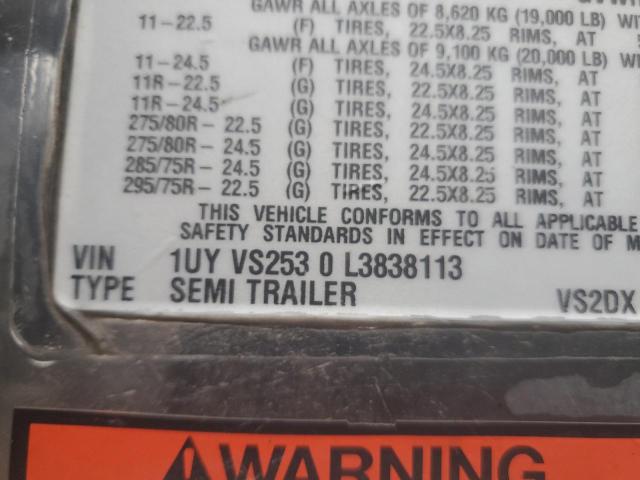 GAWR ALL AXLES OF 8,620 KG (19,000 LB) WI
11-22.5 (F) TIRES, 22.5X8.25 RIMS, AT
GAWR ALL AXLES OF 9,100 KG (20,000 LB) WI
11-24.5 (F) TIRES, 24.5X8.25 RIMS, AT
11R-22.5 (G) TIRES, 22.5X8.25 RIMS, AT
11R-24.5 (G) TIRES, 24.5X8.25 RIMS, AT
275/80R-22.5 (G) TIRES, 22.5X8.25 RIMS, AT
275/80R-24.5 (G) TIRES, 24.5X8.25 RIMS, AT
285/75R-24.5 (G) TIRES, 24.5X8.25 RIMS, AT
295/75R-22.5 (G) TIRES, 22.5X8.25 RIMS, AT
THIS VEHICLE CONFORMS TO ALL APPLICABLE
SAFETY STANDARDS IN EFFECT ON DATE OF M
VIN 1UY VS253 0 L3838113
TYPE SEMI TRAILER VS2DX
WARNING